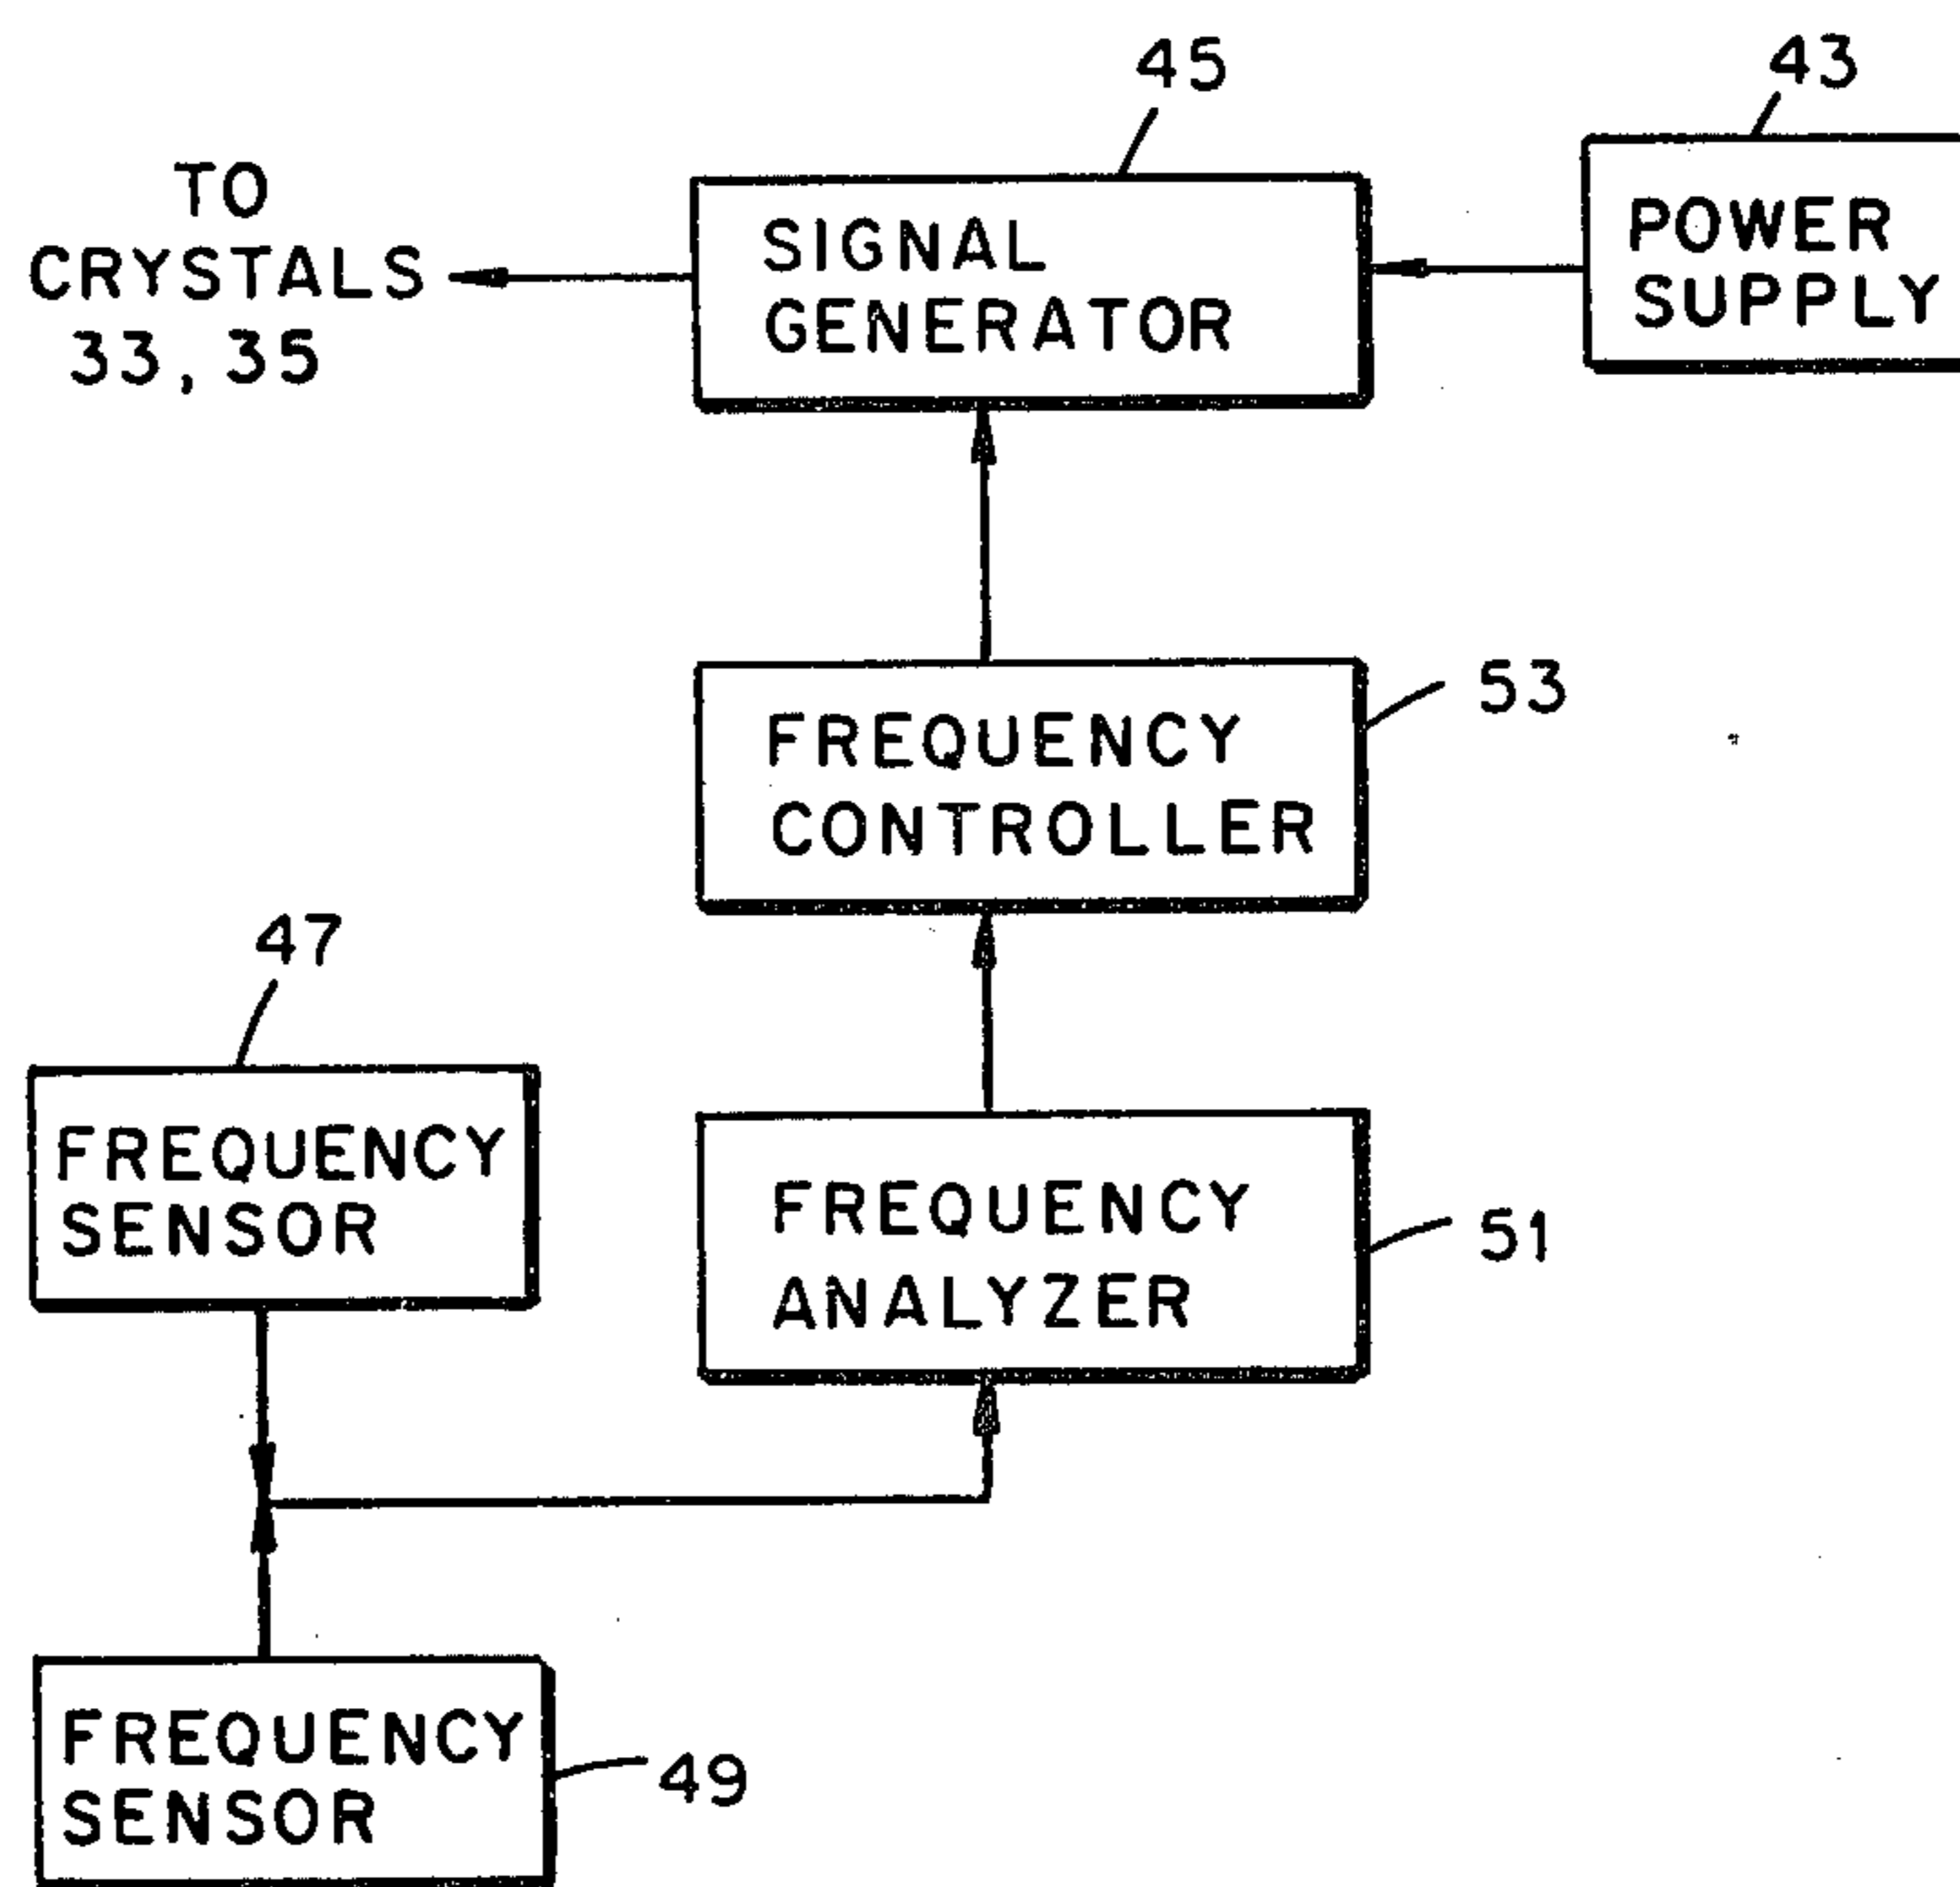 45
43
TO
CRYSTALS
33, 35
SIGNAL
GENERATOR
POWER
SUPPLY
53
FREQUENCY
CONTROLLER
47
FREQUENCY
SENSOR
FREQUENCY
ANALYZER
51
FREQUENCY
SENSOR
49